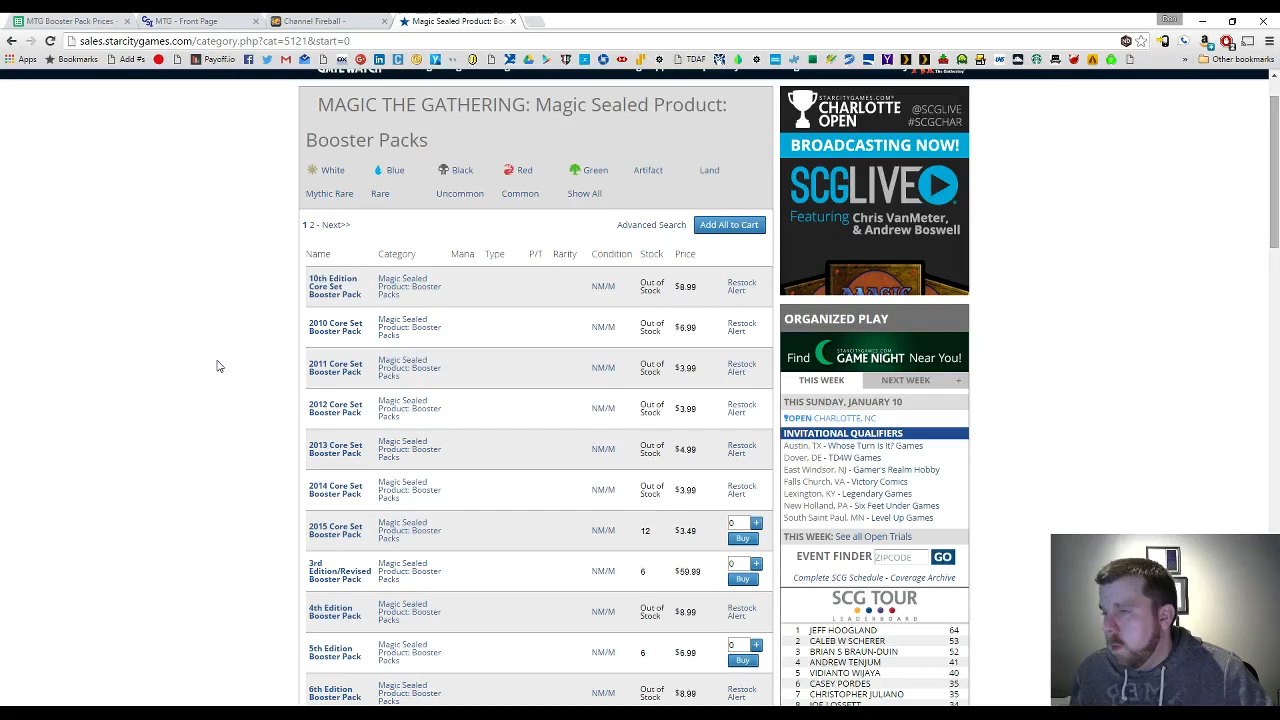 MTG Booster Pack Prices -
MTG - Front Page
Channel Fireball -
Magic Sealed Product: Bo
Don
sales.starcitygames.com/category.php?cat=5121&start=0
Apps
Bookmarks
Add #s
Payoff.io
TDAF
Other bookmarks
GATEWATCH
MAGIC THE GATHERING: Magic Sealed Product:
Booster Packs
White Blue Black Red Green Artifact Land
Mythic Rare Rare Uncommon Common Show All
1 2 - Next>> Advanced Search Add All to Cart
Name Category Mana Type P/T Rarity Condition Stock Price
10th Edition
Core Set
Booster Pack
Magic Sealed
Product: Booster
Packs
NM/M
Out of
Stock
$8.99
Restock
Alert
2010 Core Set
Booster Pack
Magic Sealed
Product: Booster
Packs
NM/M
Out of
Stock
$6.99
Restock
Alert
2011 Core Set
Booster Pack
Magic Sealed
Product: Booster
Packs
NM/M
Out of
Stock
$3.99
Restock
Alert
2012 Core Set
Booster Pack
Magic Sealed
Product: Booster
Packs
NM/M
Out of
Stock
$3.99
Restock
Alert
2013 Core Set
Booster Pack
Magic Sealed
Product: Booster
Packs
NM/M
Out of
Stock
$4.99
Restock
Alert
2014 Core Set
Booster Pack
Magic Sealed
Product: Booster
Packs
NM/M
Out of
Stock
$3.99
Restock
Alert
2015 Core Set
Booster Pack
Magic Sealed
Product: Booster
Packs
NM/M
12
$3.49
0 +
Buy
3rd
Edition/Revised
Booster Pack
Magic Sealed
Product: Booster
Packs
NM/M
6
$59.99
0 +
Buy
4th Edition
Booster Pack
Magic Sealed
Product: Booster
Packs
NM/M
Out of
Stock
$8.99
Restock
Alert
5th Edition
Booster Pack
Magic Sealed
Product: Booster
Packs
NM/M
6
$6.99
0 +
Buy
6th Edition
Booster Pack
Magic Sealed
Product: Booster
Packs
NM/M
Out of
Stock
$8.99
Restock
Alert
STARCITYGAMES.COM
CHARLOTTE
OPEN
@SCGLIVE
#SCGCHAR
BROADCASTING NOW!
SCGLIVE
Featuring Chris VanMeter,
& Andrew Boswell
ORGANIZED PLAY
Find STARCITYGAMES.COM GAME NIGHT Near You!
THIS WEEK NEXT WEEK +
THIS SUNDAY, JANUARY 10
OPEN CHARLOTTE, NC
INVITATIONAL QUALIFIERS
Austin, TX - Whose Turn is It? Games
Dover, DE - TD4W Games
East Windsor, NJ - Gamer's Realm Hobby
Falls Church, VA - Victory Comics
Lexington, KY - Legendary Games
New Holland, PA - Six Feet Under Games
South Saint Paul, MN - Level Up Games
THIS WEEK: See all Open Trials
EVENT FINDER ZIPCODE GO
Complete SCG Schedule - Coverage Archive
SCG TOUR
LEADERBOARD
1 JEFF HOOGLAND 64
2 CALEB W SCHERER 53
3 BRIAN S BRAUN-DUIN 52
4 ANDREW TENJUM 41
5 VIDIANTO WIJAYA 40
6 CASEY PORDES 35
7 CHRISTOPHER JULIANO 35
8 JOE LOSSETT 34